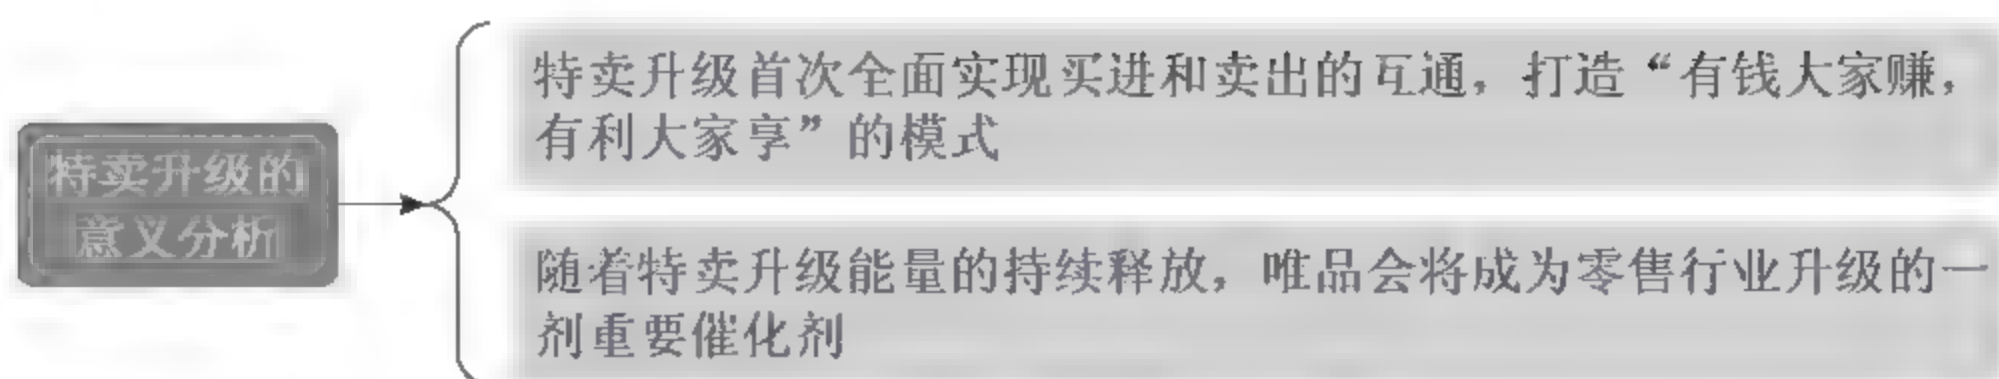 特卖升级的
意义分析
特卖升级首次全面实现买进和卖出的互通，打造“有钱大家赚，
有利大家享”的模式
随着特卖升级能量的持续释放，唯品会将成为零售行业升级的一
剂重要催化剂